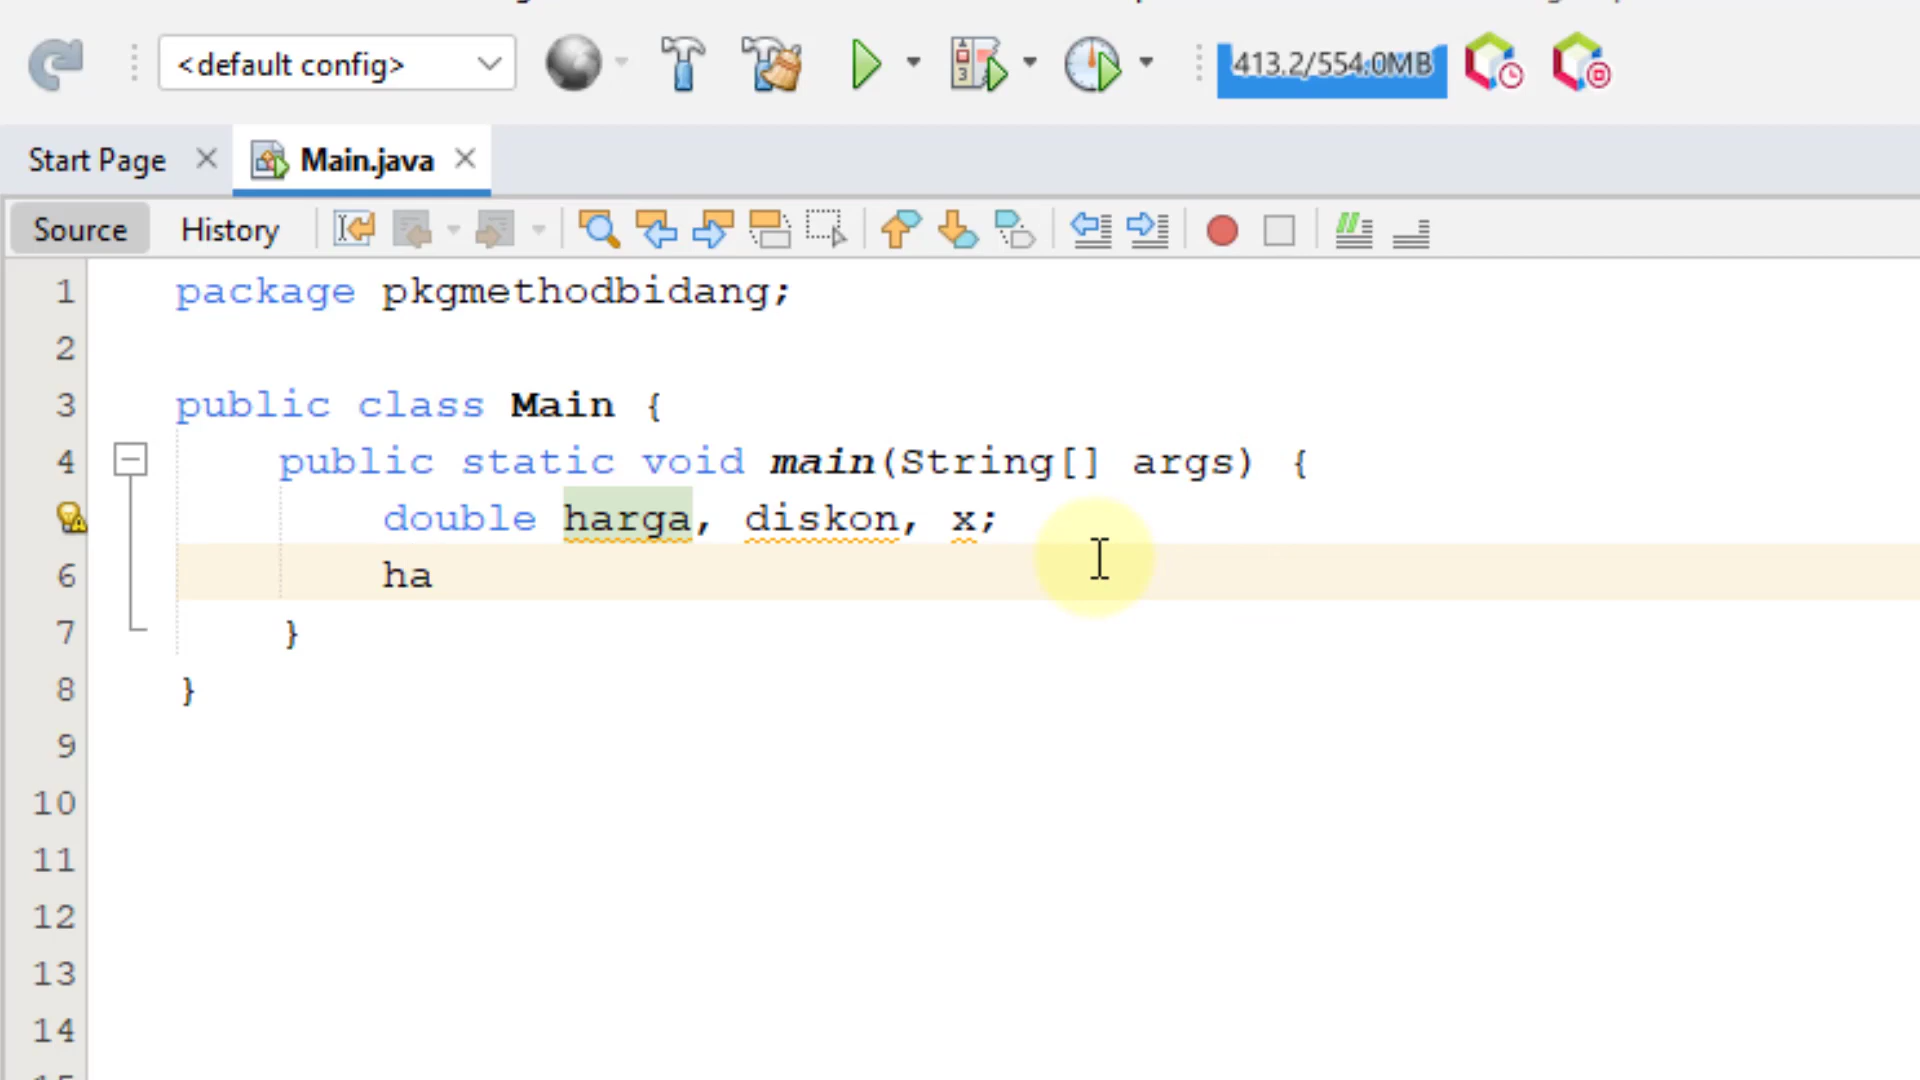 <default config>
413.2/554.0MB
Start Page
Main.java
Source
History
1 package pkgmethodbidang;
2
3 public class Main {
4 public static void main(String[] args) {
double harga, diskon, x;
6 ha
7 }
8 }
9
10
11
12
13
14